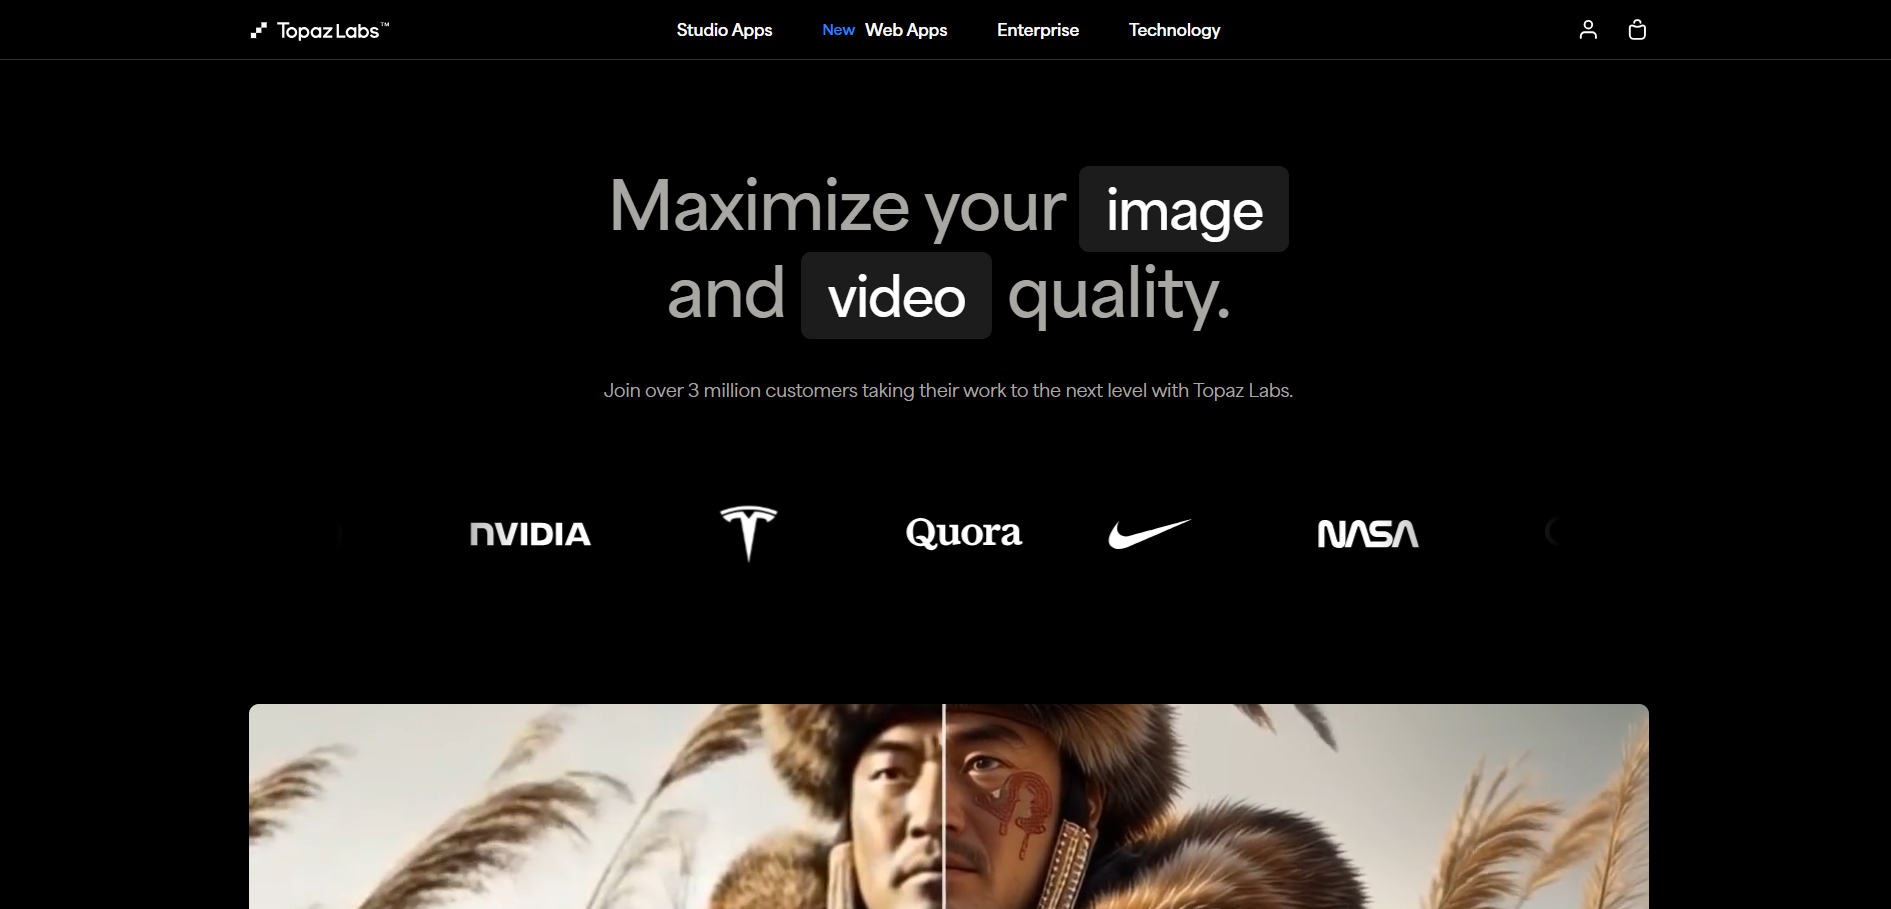 Topaz Labs™
Studio Apps
New Web Apps
Enterprise
Technology
Maximize your image
and video quality.
Join over 3 million customers taking their work to the next level with Topaz Labs.
NVIDIA
Quora
NASA